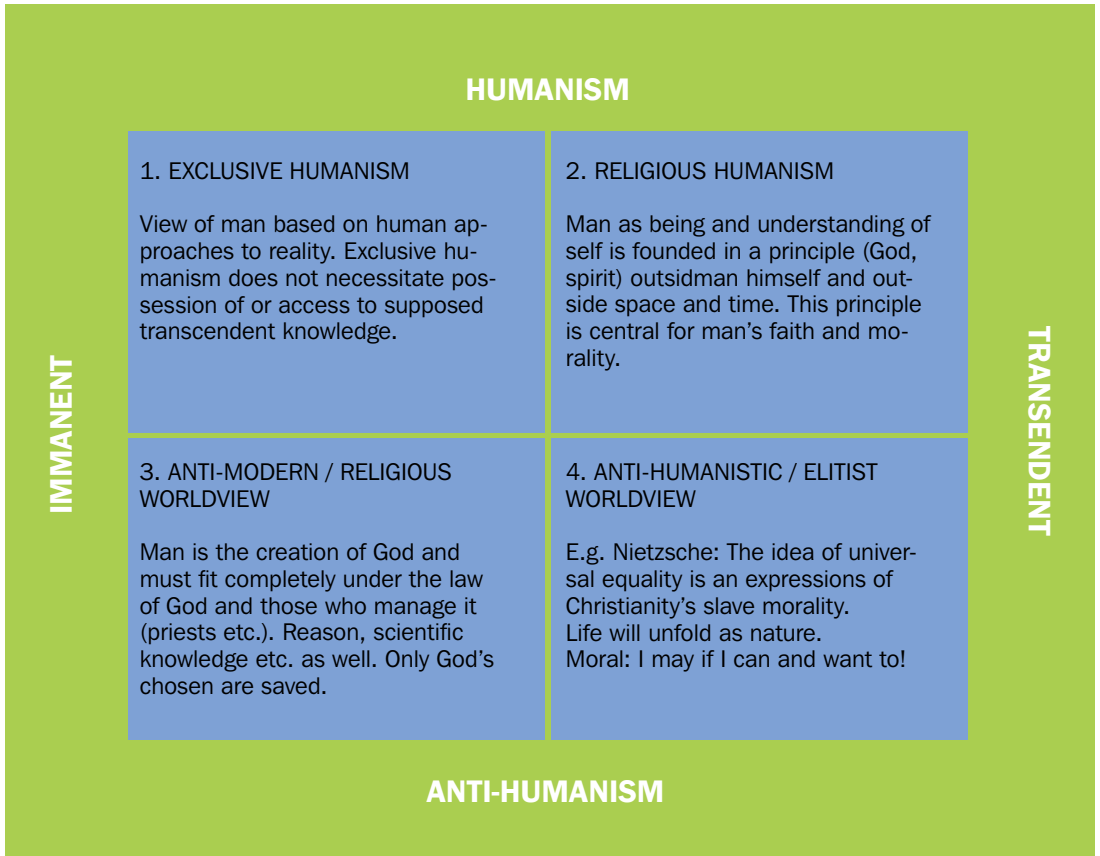 HUMANISM
1. EXCLUSIVE HUMANISM
View of man based on human ap-
proaches to reality. Exclusive hu-
manism does not necessitate pos-
session of or access to supposed
transcendent knowledge.
2. RELIGIOUS HUMANISM
Man as being and understanding of
self is founded in a principle (God,
spirit) outsidman himself and out-
side space and time. This principle
is central for man's faith and mo-
rality.
IMMANENT
TRANSENDENT
3. ANTI-MODERN / RELIGIOUS
WORLDVIEW
Man is the creation of God and
must fit completely under the law
of God and those who manage it
(priests etc.). Reason, scientific
knowledge etc. as well. Only God's
chosen are saved.
4. ANTI-HUMANISTIC / ELITIST
WORLDVIEW
E.g. Nietzsche: The idea of univer-
sal equality is an expressions of
Christianity's slave morality.
Life will unfold as nature.
Moral: I may if I can and want to!
ANTI-HUMANISM